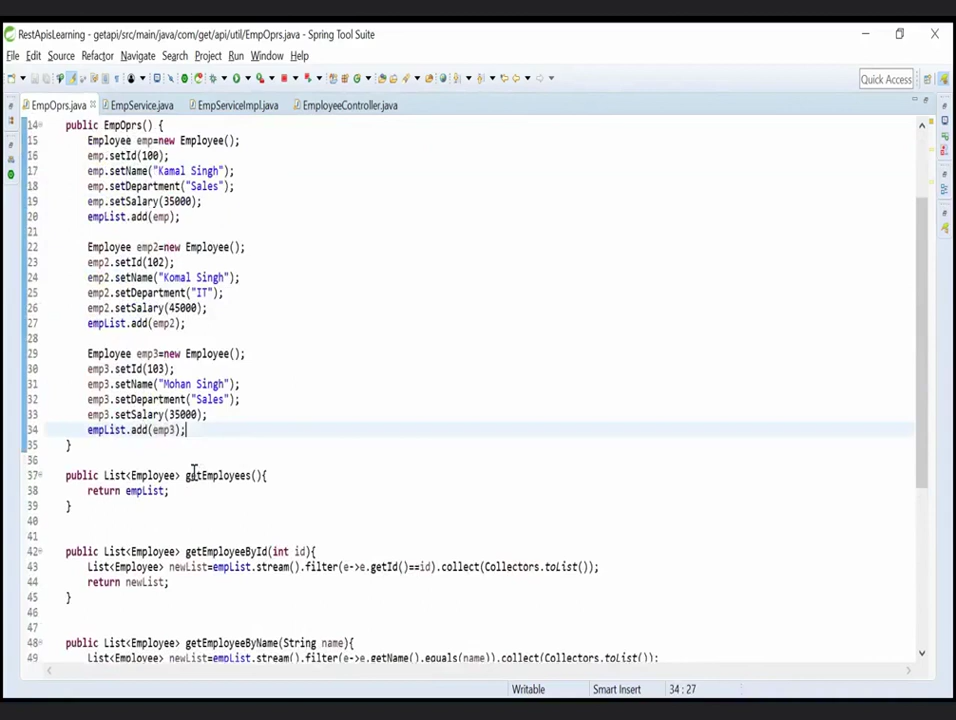 RestApisLearning - getapi/src/main/java/com/get/api/util/EmpOprs.java - Spring Tool Suite
File Edit Source Refactor Navigate Search Project Run Window Help
Quick Access
EmpOprs.java EmpService.java EmpServiceImpl.java EmployeeController.java
14 public EmpOprs() {
15 Employee emp=new Employee();
16 emp.setId(100);
17 emp.setName("Kamal Singh");
18 emp.setDepartment("Sales");
19 emp.setSalary(35000);
20 empList.add(emp);
21
22 Employee emp2=new Employee();
23 emp2.setId(102);
24 emp2.setName("Komal Singh");
25 emp2.setDepartment("IT");
26 emp2.setSalary(45000);
27 empList.add(emp2);
28
29 Employee emp3=new Employee();
30 emp3.setId(103);
31 emp3.setName("Mohan Singh");
32 emp3.setDepartment("Sales");
33 emp3.setSalary(35000);
34 empList.add(emp3);
35 }
36
37 public List<Employee> getEmployees(){
38 return empList;
39 }
40
41
42 public List<Employee> getEmployeeById(int id){
43 List<Employee> newList=empList.stream().filter(e->e.getId()==id).collect(Collectors.toList());
44 return newList;
45 }
46
47
48 public List<Employee> getEmployeeByName(String name){
49 List<Employee> newList=empList.stream().filter(e->e.getName().equals(name)).collect(Collectors.toList());
Writable Smart Insert 34 : 27